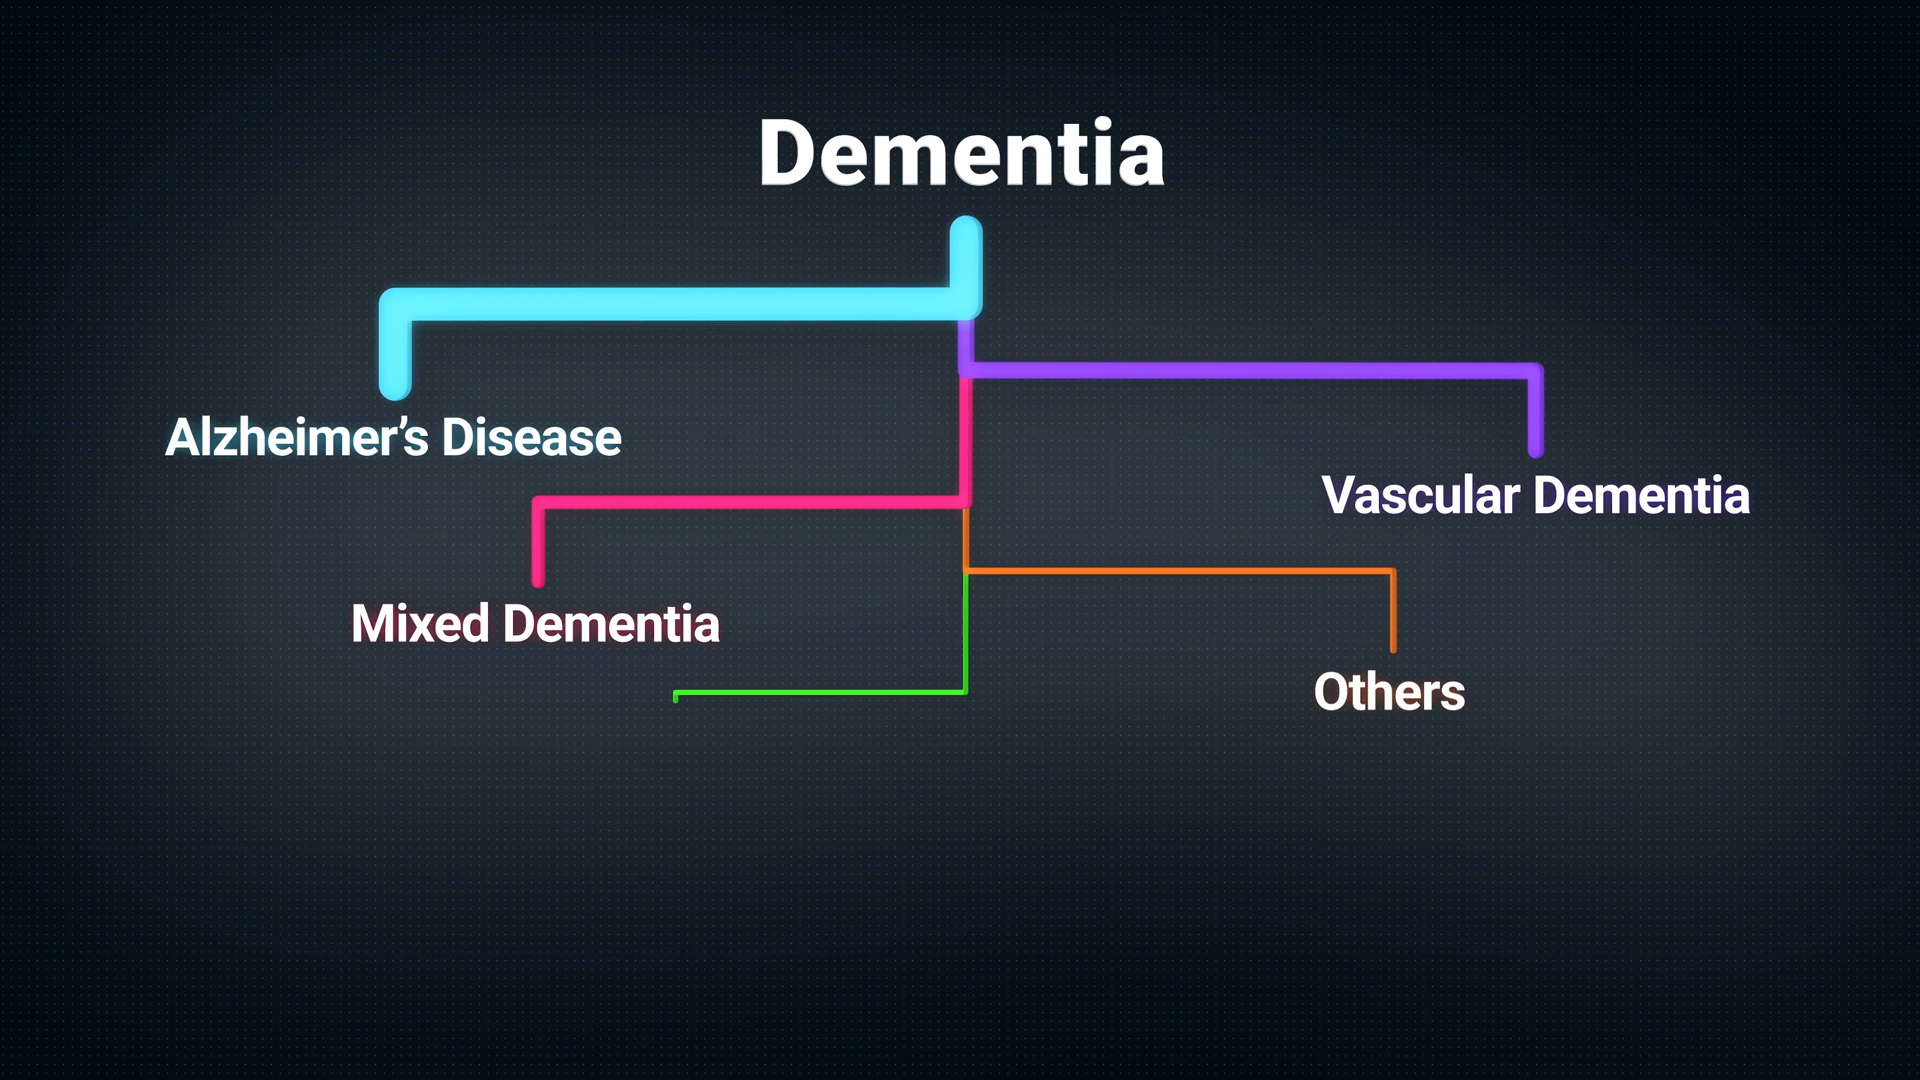 Dementia
Alzheimer’s Disease
Vascular Dementia
Mixed Dementia
Others